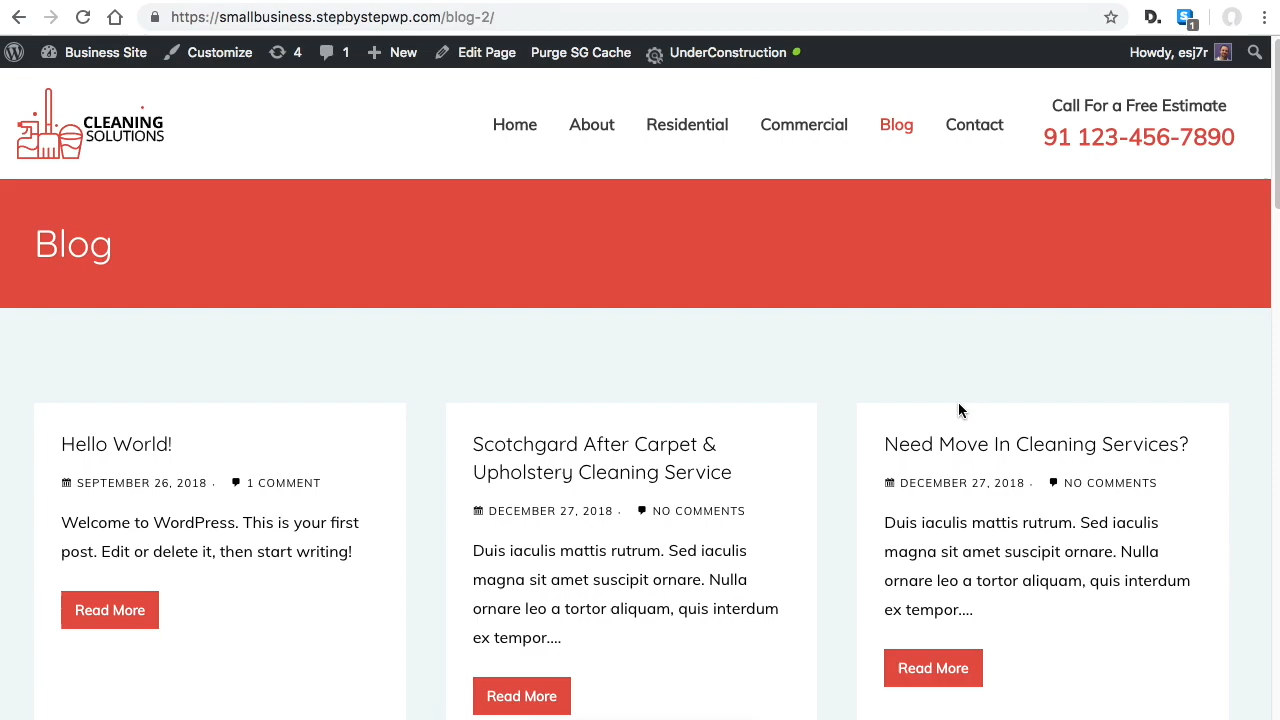 https://smallbusiness.stepbystepwp.com/blog-2/
D.
S
1
Business Site
Customize
4
1
New
Edit Page
Purge SG Cache
UnderConstruction
Howdy, esj7r
CLEANING
SOLUTIONS
Home
About
Residential
Commercial
Blog
Contact
Call For a Free Estimate
91 123-456-7890
Blog
Hello World!
SEPTEMBER 26, 2018 · 1 COMMENT
Welcome to WordPress. This is your first
post. Edit or delete it, then start writing!
Read More
Scotchgard After Carpet &
Upholstery Cleaning Service
DECEMBER 27, 2018 · NO COMMENTS
Duis iaculis mattis rutrum. Sed iaculis
magna sit amet suscipit ornare. Nulla
ornare leo a tortor aliquam, quis interdum
ex tempor....
Read More
Need Move In Cleaning Services?
DECEMBER 27, 2018 · NO COMMENTS
Duis iaculis mattis rutrum. Sed iaculis
magna sit amet suscipit ornare. Nulla
ornare leo a tortor aliquam, quis interdum
ex tempor....
Read More